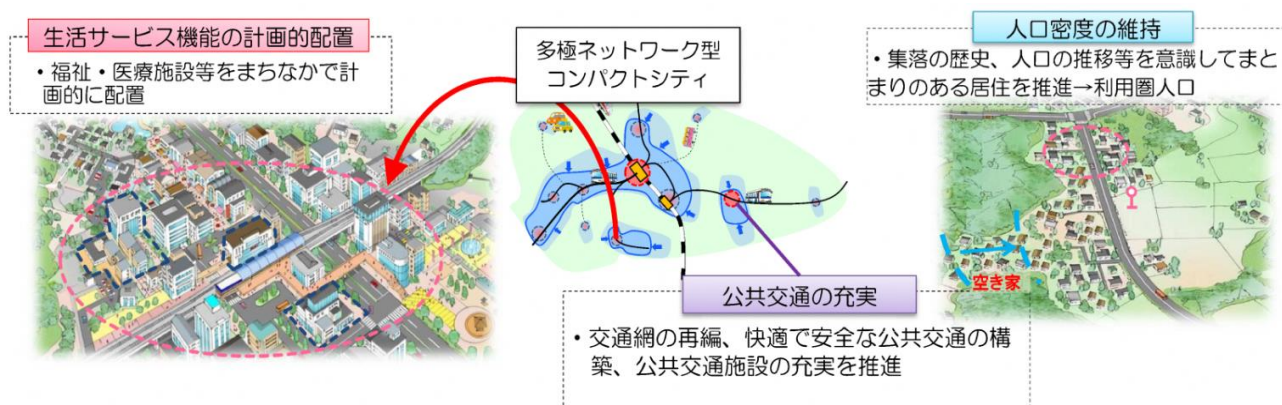 生活サービス機能の計画的配置
・福祉・医療施設等をまちなかで計
画的に配置
多極ネットワーク型
コンパクトシティ
人口密度の維持
・集落の歴史、人口の推移等を意識してまと
まりのある居住を推進→利用圏人口
空き家
公共交通の充実
・交通網の再編、快適で安全な公共交通の構
築、公共交通施設の充実を推進